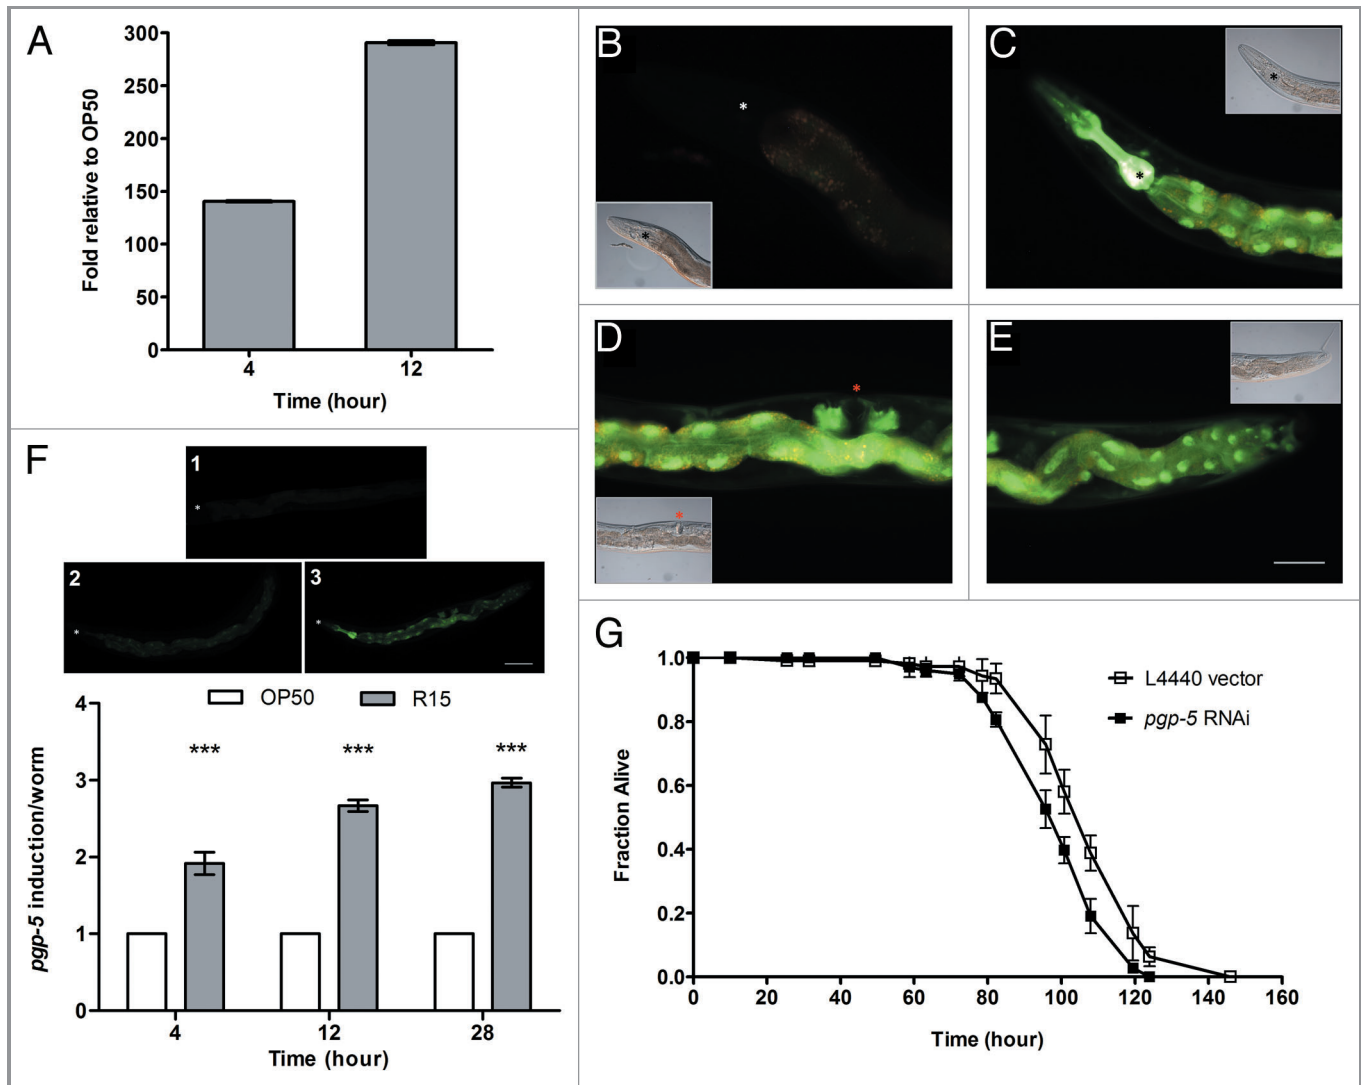 A
Fold relative to OP50
300
250
200
150
100
50
0
4
12
Time (hour)
B
*
*
C
*
*
D
*
*
E
F
1
*
2
*
3
*
OP50
R15
pgp-5 induction/worm
4
3
2
1
0
***
***
***
4
12
28
Time (hour)
G
Fraction Alive
1.0
0.8
0.6
0.4
0.2
0.0
L4440 vector
pgp-5 RNAi
0
20
40
60
80
100
120
140
160
Time (hour)